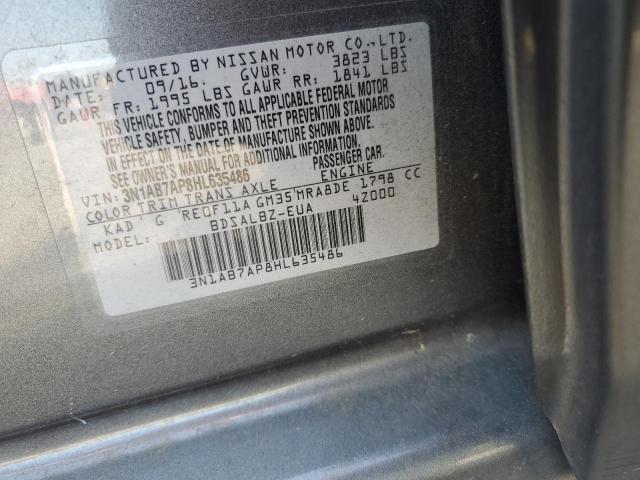 MANUFACTURED BY NISSAN MOTOR CO.,LTD.
DATE: 09/16 GVWR: 3823 LBS
GAWR FR: 1995 LBS GAWR RR: 1841 LBS
THIS VEHICLE CONFORMS TO ALL APPLICABLE FEDERAL MOTOR
VEHICLE SAFETY, BUMPER AND THEFT PREVENTION STANDARDS
IN EFFECT ON THE DATE OF MANUFACTURE SHOWN ABOVE.
SEE OWNER'S MANUAL FOR ADDITIONAL INFORMATION
VIN: 3N1AB7AP8HL635486 PASSENGER CAR.
COLOR TRIM TRANS AXLE ENGINE
KAD G RE0F11A GM35 MRA8DE 1798 CC
MODEL: BDSALBZ-EUA 4Z000
3N1AB7AP8HL635486